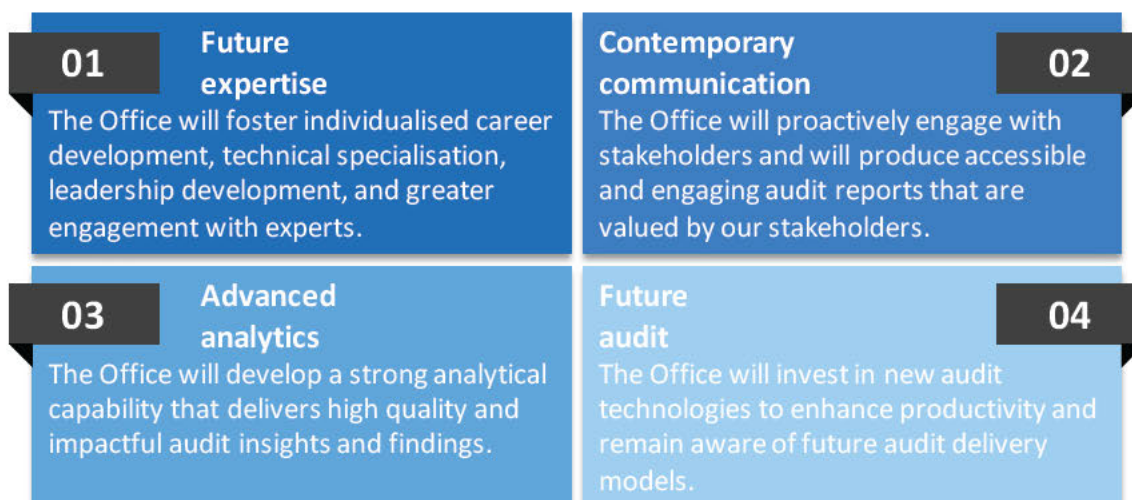 01
Future
expertise
The Office will foster individualised career
development, technical specialisation,
leadership development, and greater
engagement with experts.
Contemporary
communication
02
The Office will proactively engage with
stakeholders and will produce accessible
and engaging audit reports that are
valued by our stakeholders.
03
Advanced
analytics
The Office will develop a strong analytical
capability that delivers high quality and
impactful audit insights and findings.
Future
audit
04
The Office will invest in new audit
technologies to enhance productivity and
remain aware of future audit delivery
models.